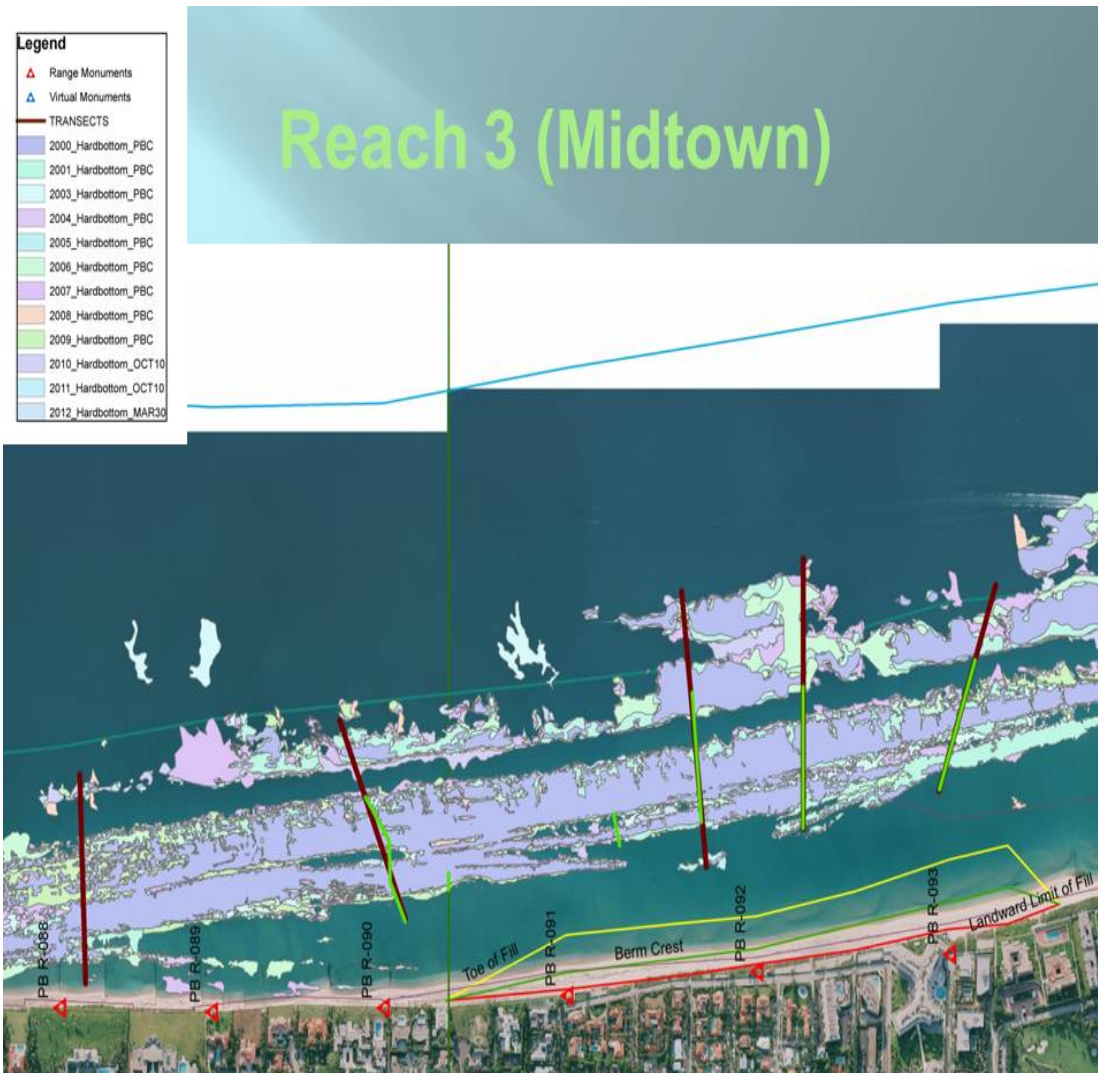 Legend
Range Monuments
Virtual Monuments
TRANSECTS
2000_Hardbottom_PBC
2001_Hardbottom_PBC
2003_Hardbottom_PBC
2004_Hardbottom_PBC
2005_Hardbottom_PBC
2006_Hardbottom_PBC
2007_Hardbottom_PBC
2008_Hardbottom_PBC
2009_Hardbottom_PBC
2010_Hardbottom_OCT10
2011_Hardbottom_OCT10
2012_Hardbottom_MAR30
Reach 3 (Midtown)
PB R-088
PB R-089
PB R-090
PB R-091
PB R-092
PB R-093
Toe of Fill
Berm Crest
Landward Limit of Fill